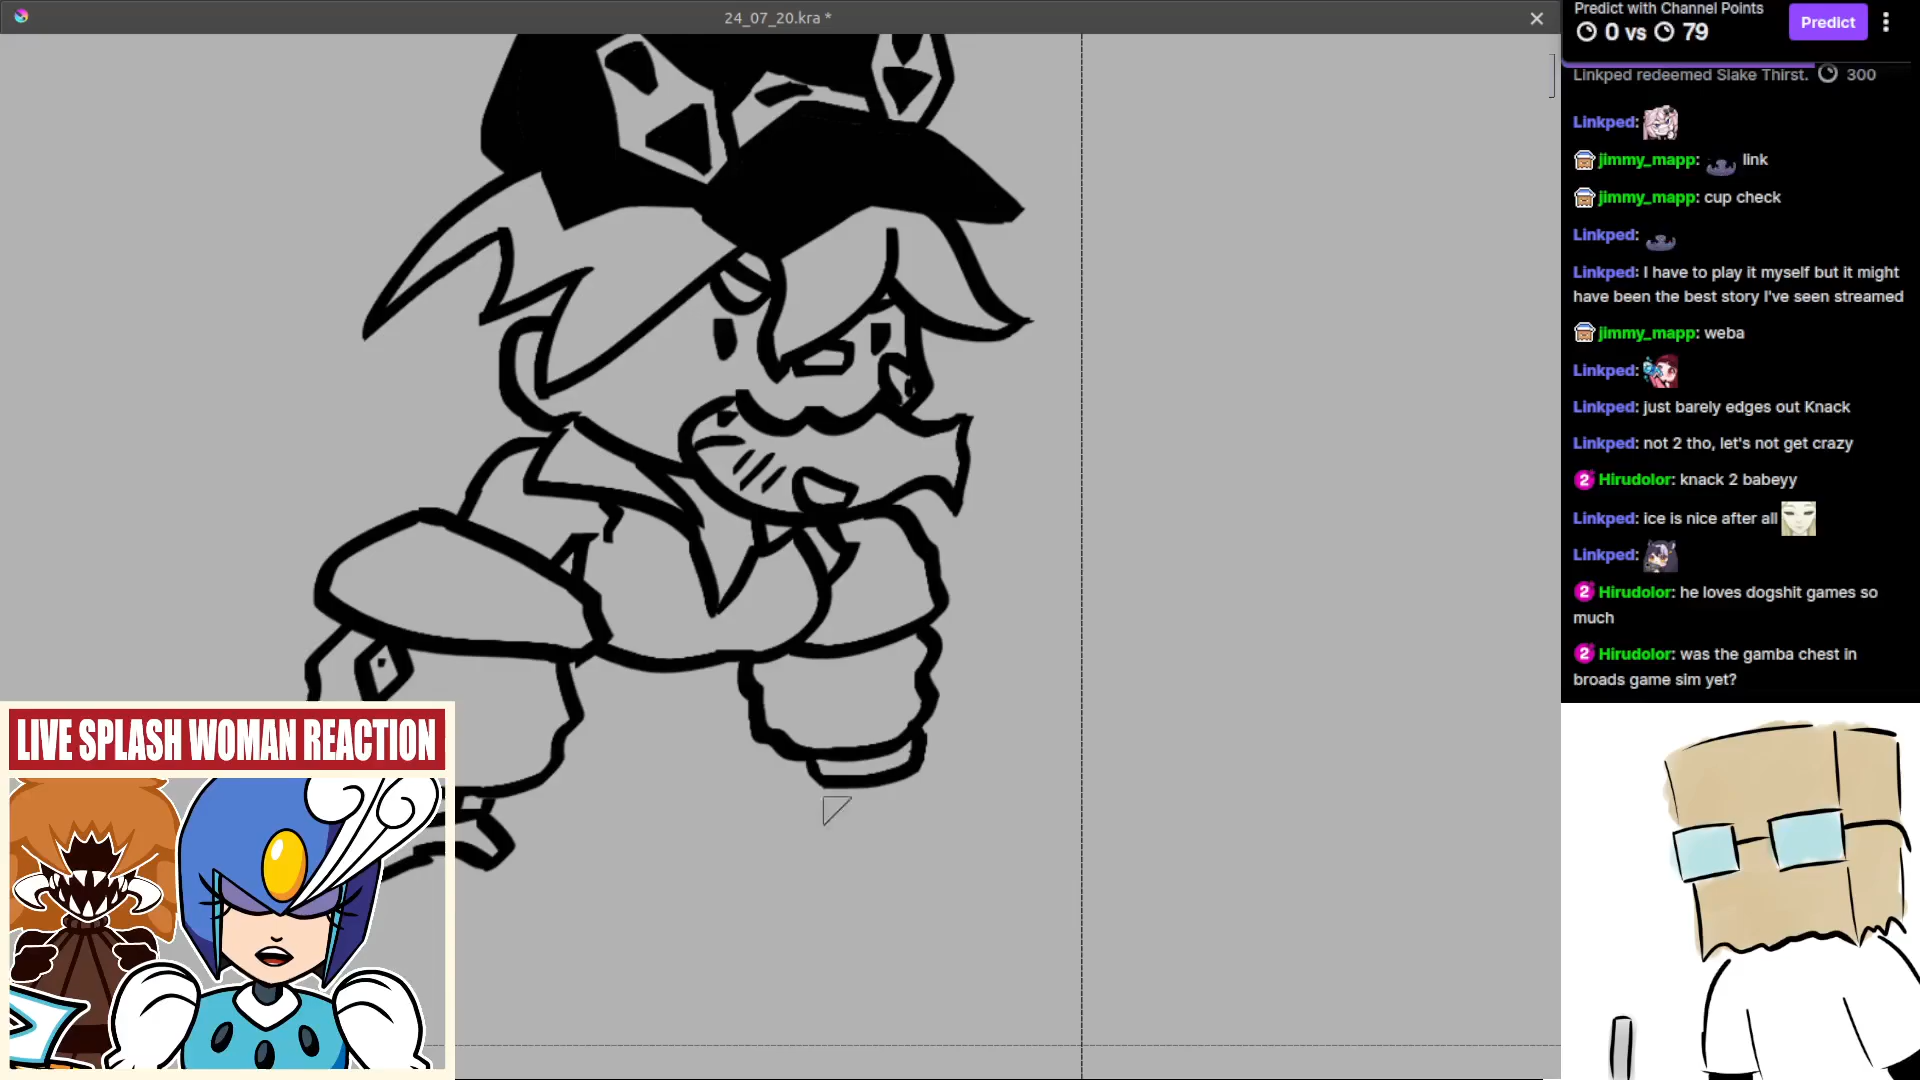 24_07_20.kra *
Predict with Channel Points
0 vs 79
Predict
Linkped redeemed Slake Thirst. 300
Linkped:
jimmy_mapp: link
jimmy_mapp: cup check
Linkped:
Linkped: I have to play it myself but it might
have been the best story I've seen streamed
jimmy_mapp: weba
Linkped:
Linkped: just barely edges out Knack
Linkped: not 2 tho, let's not get crazy
2 Hirudolor: knack 2 babeyy
Linkped: ice is nice after all
Linkped:
2 Hirudolor: he loves dogshit games so
much
2 Hirudolor: was the gamba chest in
broads game sim yet?
LIVE SPLASH WOMAN REACTION